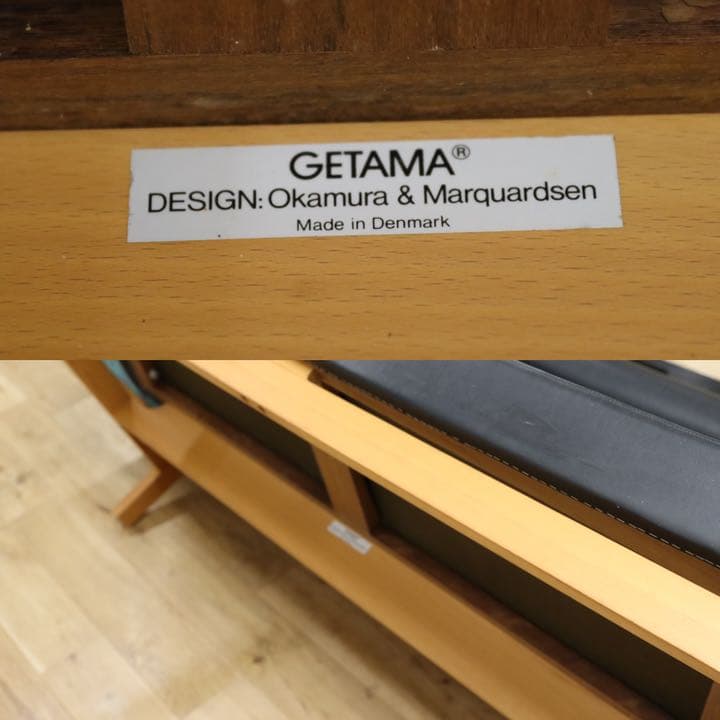 GETAMA®
DESIGN: Okamura & Marquardsen
Made in Denmark